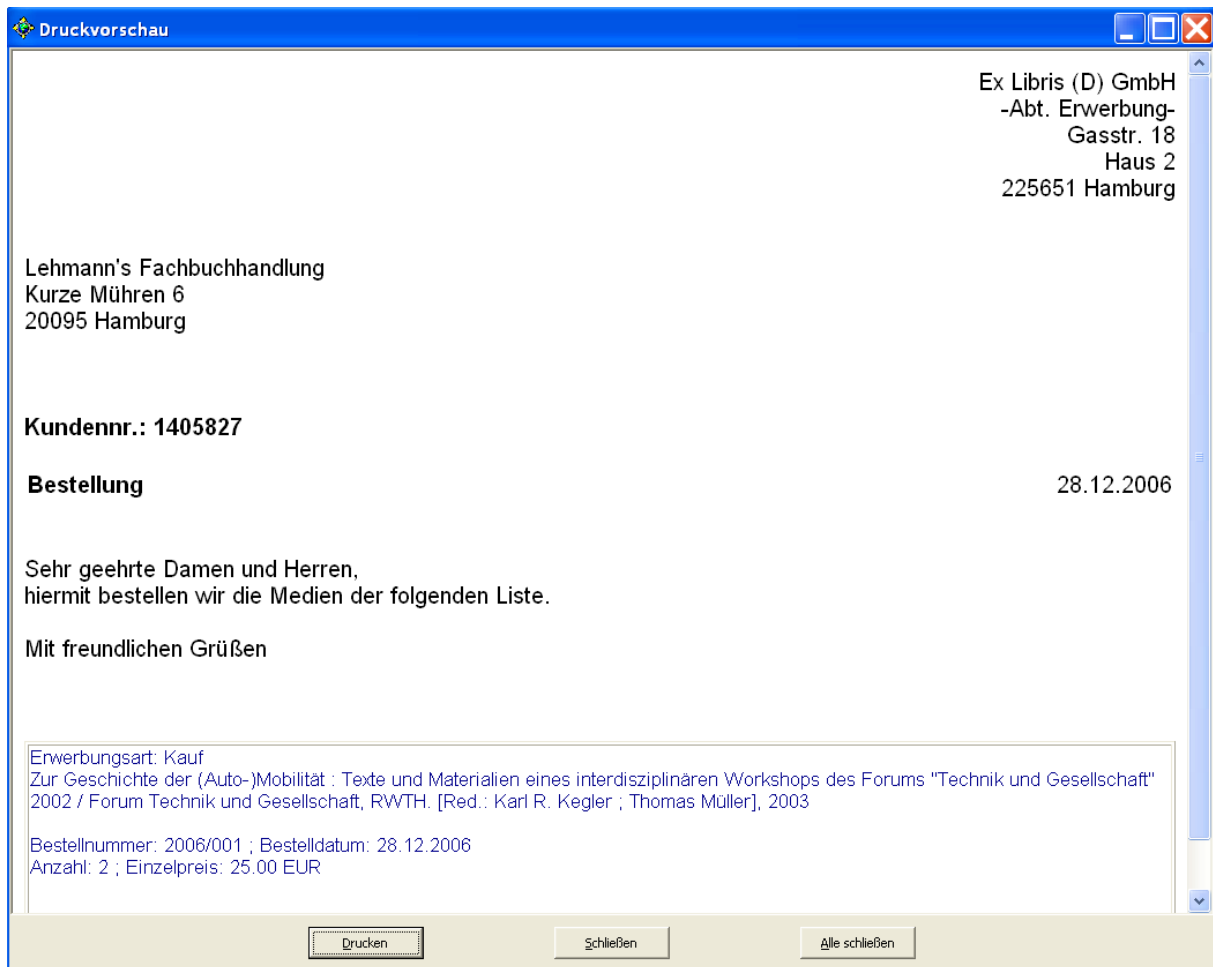 Druckvorschau
Ex Libris (D) GmbH
-Abt. Erwerbung-
Gasstr. 18
Haus 2
225651 Hamburg
Lehmann's Fachbuchhandlung
Kurze Mühren 6
20095 Hamburg
Kundennr.: 1405827
Bestellung 28.12.2006
Sehr geehrte Damen und Herren,
hiermit bestellen wir die Medien der folgenden Liste.
Mit freundlichen Grüßen
Erwerbungsart: Kauf
Zur Geschichte der (Auto-)Mobilität : Texte und Materialien eines interdisziplinären Workshops des Forums "Technik und Gesellschaft"
2002 / Forum Technik und Gesellschaft, RWTH. [Red.: Karl R. Kegler ; Thomas Müller], 2003
Bestellnummer: 2006/001 ; Bestelldatum: 28.12.2006
Anzahl: 2 ; Einzelpreis: 25.00 EUR
Drucken Schließen Alle schließen